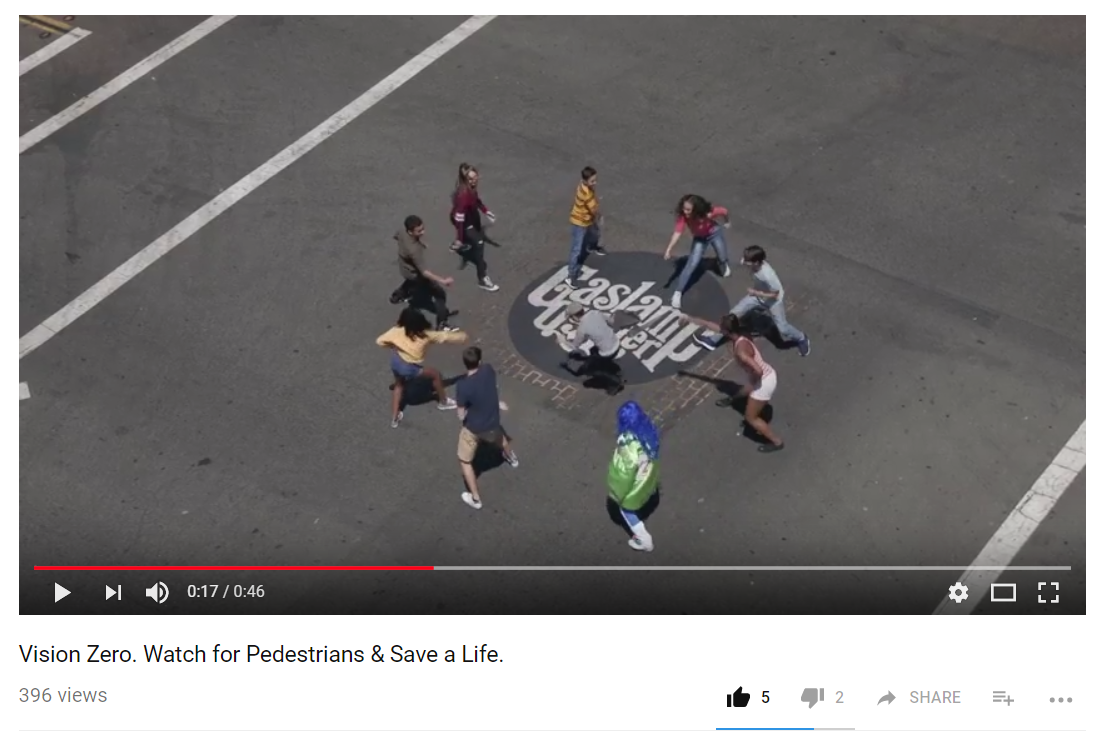 Gaslamp
Quarter
0:17 / 0:46
Vision Zero. Watch for Pedestrians & Save a Life.
396 views
5
2
SHARE